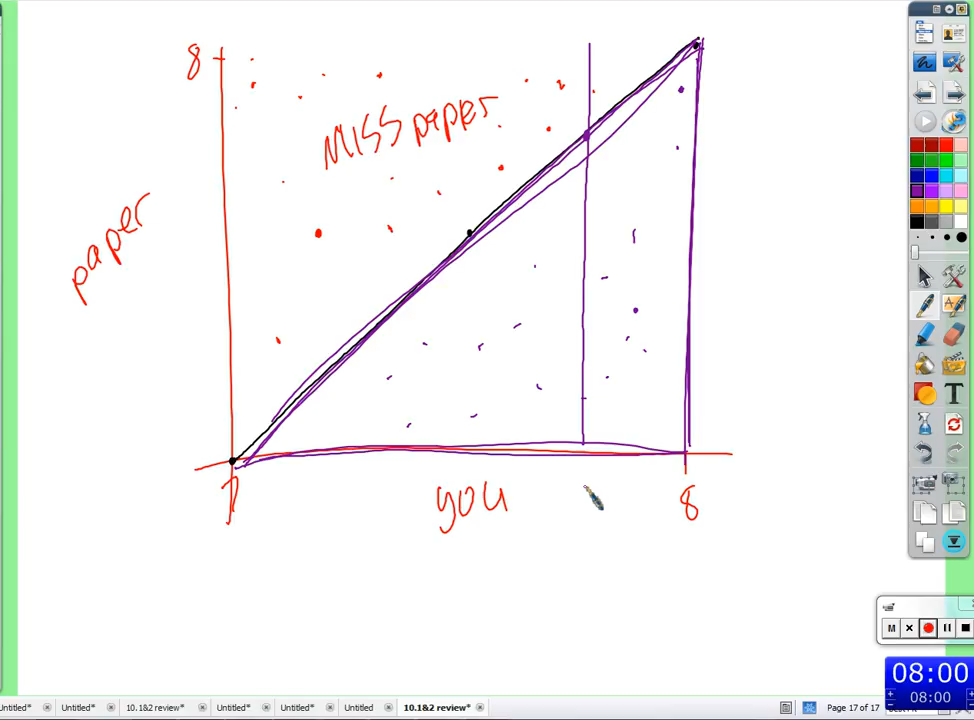 8
MISS paper
paper
7
you
8
08:00
08:00
M
Untitled*
Untitled*
10.1&2 review*
Untitled*
Untitled*
Untitled
10.1&2 review*
Page 17 of 17